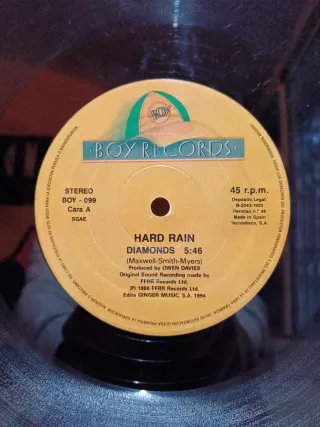 BOY
BOY RECORDS
STEREO
BOY - 099
Cara A
SGAE
45 r.p.m.
Depósito Legal:
Made in Spain
Tecnodisco, S.A.
HARD RAIN
DIAMONDS 5:46
(Maxwell-Smith-Myers)
Produced by OWEN DAVIES
Original Sound Recording made by
FFRR Records Ltd.
(p) 1988 FFRR Records Ltd.
Edita GINGER MUSIC, S.A. 1994